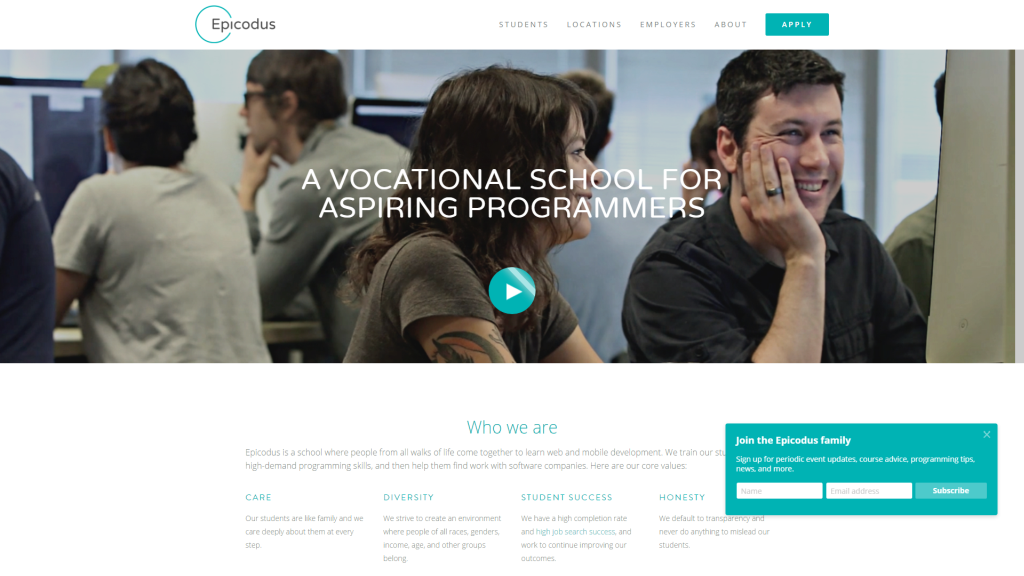 Epicodus
STUDENTS LOCATIONS EMPLOYERS ABOUT APPLY
A VOCATIONAL SCHOOL FOR
ASPIRING PROGRAMMERS
Who we are
Epicodus is a school where people from all walks of life come together to learn web and mobile development. We train our
high-demand programming skills, and then help them find work with software companies. Here are our core values:
CARE
Our students are like family and we
care deeply about them at every
step.
DIVERSITY
We strive to create an environment
where people of all races, genders,
income, age, and other groups
belong.
STUDENT SUCCESS
We have a high completion rate
and high job search success, and
work to continue improving our
outcomes.
HONESTY
We default to transparency and
never do anything to mislead our
students.
Join the Epicodus family
Sign up for periodic event updates, course advice, programming tips,
news, and more.
Name Email address Subscribe